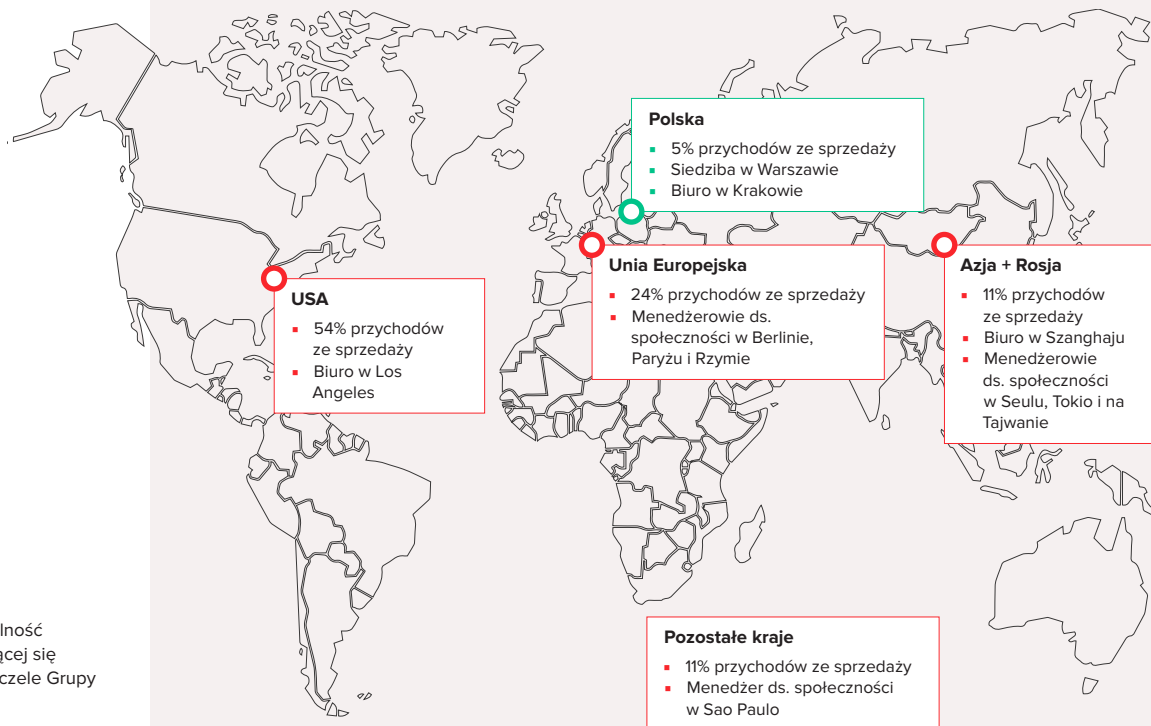 Polska
5% przychodów ze sprzedaży
Siedziba w Warszawie
Biuro w Krakowie
USA
54% przychodów
ze sprzedaży
Biuro w Los
Angeles
Unia Europejska
24% przychodów ze sprzedaży
Menedżerowie ds.
społeczności w Berlinie,
Paryżu i Rzymie
Azja + Rosja
11% przychodów
ze sprzedaży
Biuro w Szanghaju
Menedżerowie
ds. społeczności
w Seulu, Tokio i na
Tajwanie
Pozostałe kraje
11% przychodów ze sprzedaży
Menedżer ds. społeczności
w Sao Paulo
lność
ącej się
czele Grupy